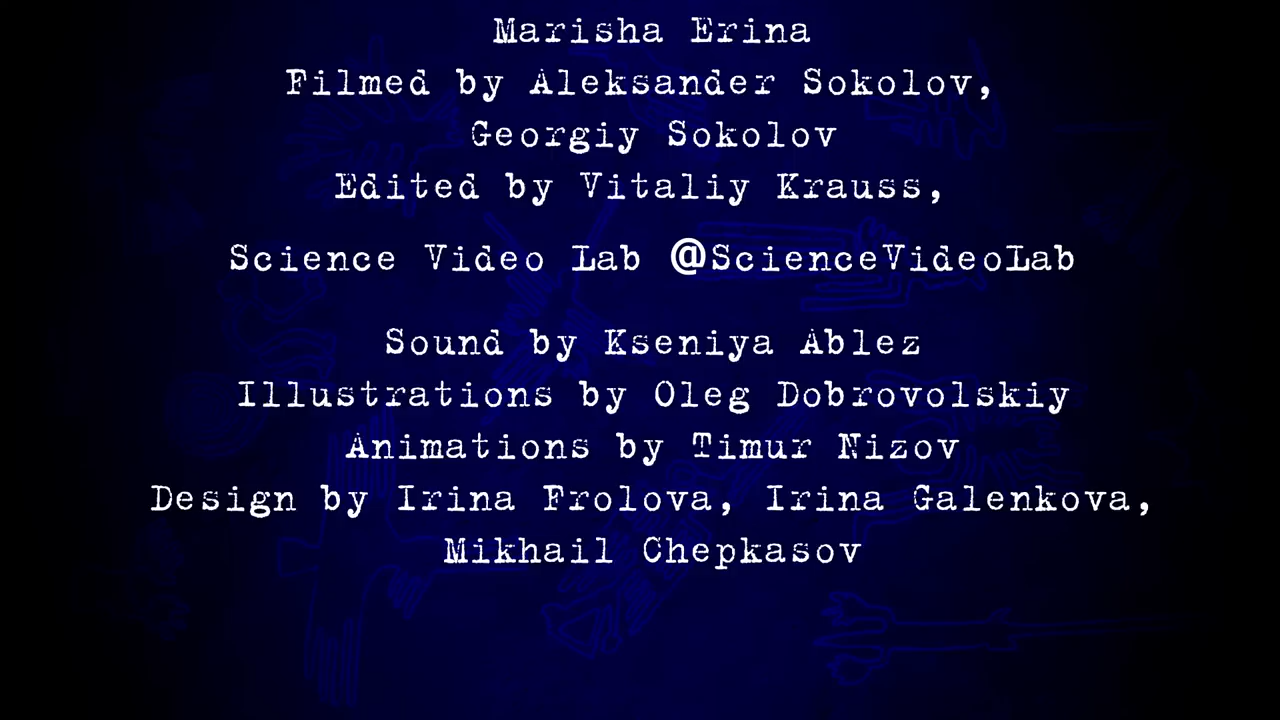 Marisha Erina
Filmed by Aleksander Sokolov,
Georgiy Sokolov
Edited by Vitaliy Krauss,
Science Video Lab @ScienceVideoLab
Sound by Kseniya Ablez
Illustrations by Oleg Dobrovolskiy
Animations by Timur Nizov
Design by Irina Frolova, Irina Galenkova,
Mikhail Chepkasov